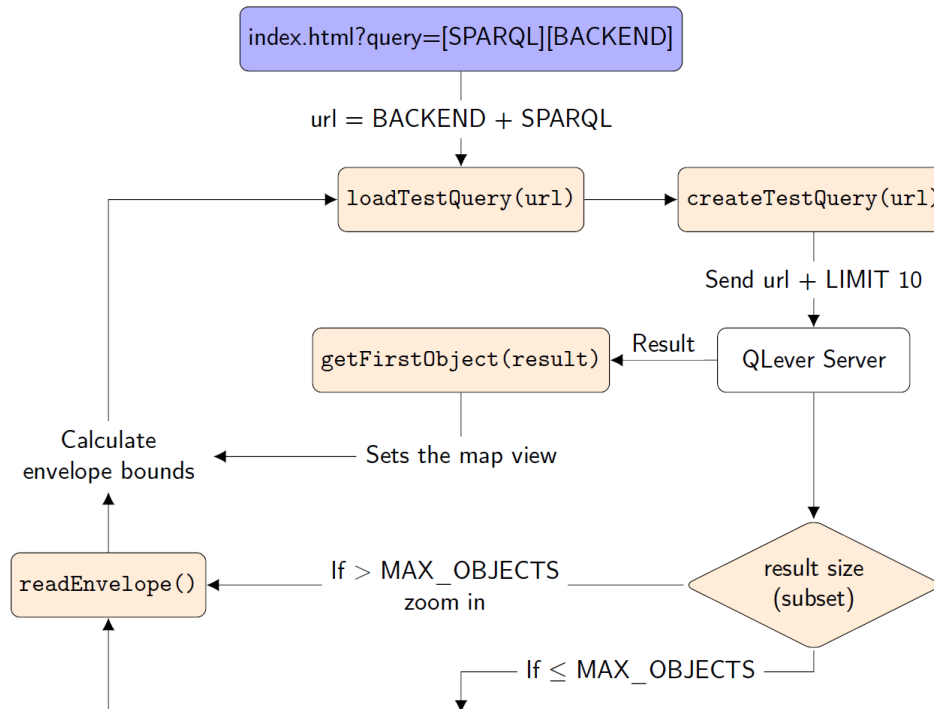 index.html?query=[SPARQL][BACKEND]
url = BACKEND + SPARQL
loadTestQuery(url)
createTestQuery(url)
Send url + LIMIT 10
getFirstObject(result)
Result
QLever Server
Calculate
envelope bounds
Sets the map view
readEnvelope()
If > MAX_OBJECTS
zoom in
result size
(subset)
If ≤ MAX_OBJECTS